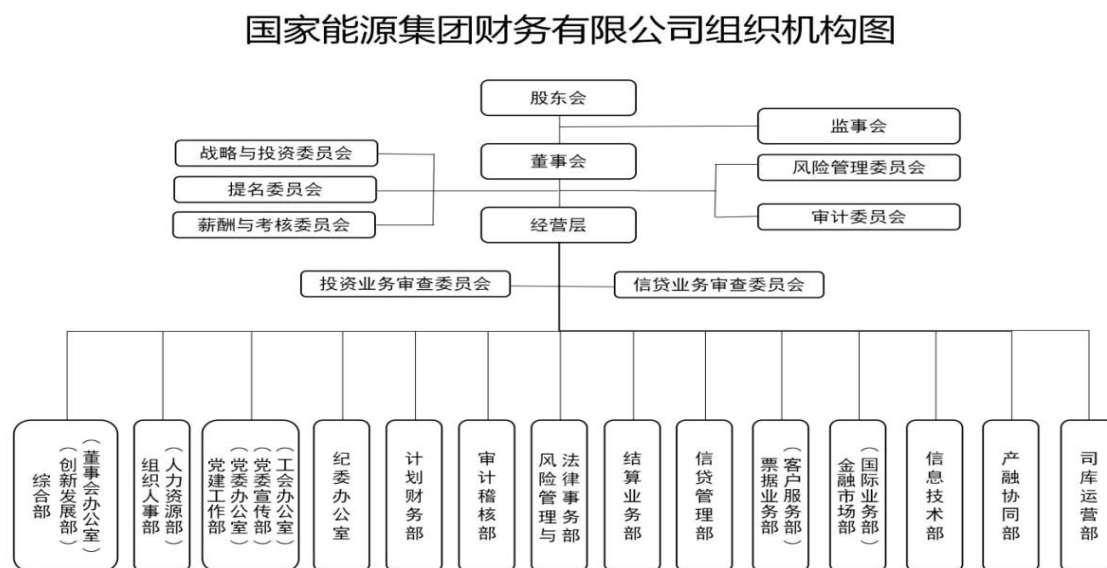 国家能源集团财务有限公司组织机构图
股东会
监事会
战略与投资委员会
董事会
风险管理委员会
提名委员会
薪酬与考核委员会
经营层
审计委员会
投资业务审查委员会
信贷业务审查委员会
综合部
（创新发展部）
（董事会办公室）
组织人事部
（人力资源部）
党建工作部
（党委办公室）
（党委宣传部）
（工会办公室）
纪委办公室
计划财务部
审计稽核部
风险管理与
法律事务部
结算业务部
信贷管理部
票据业务部
（客户服务部）
金融市场部
（国际业务部）
信息技术部
产融协同部
司库运营部